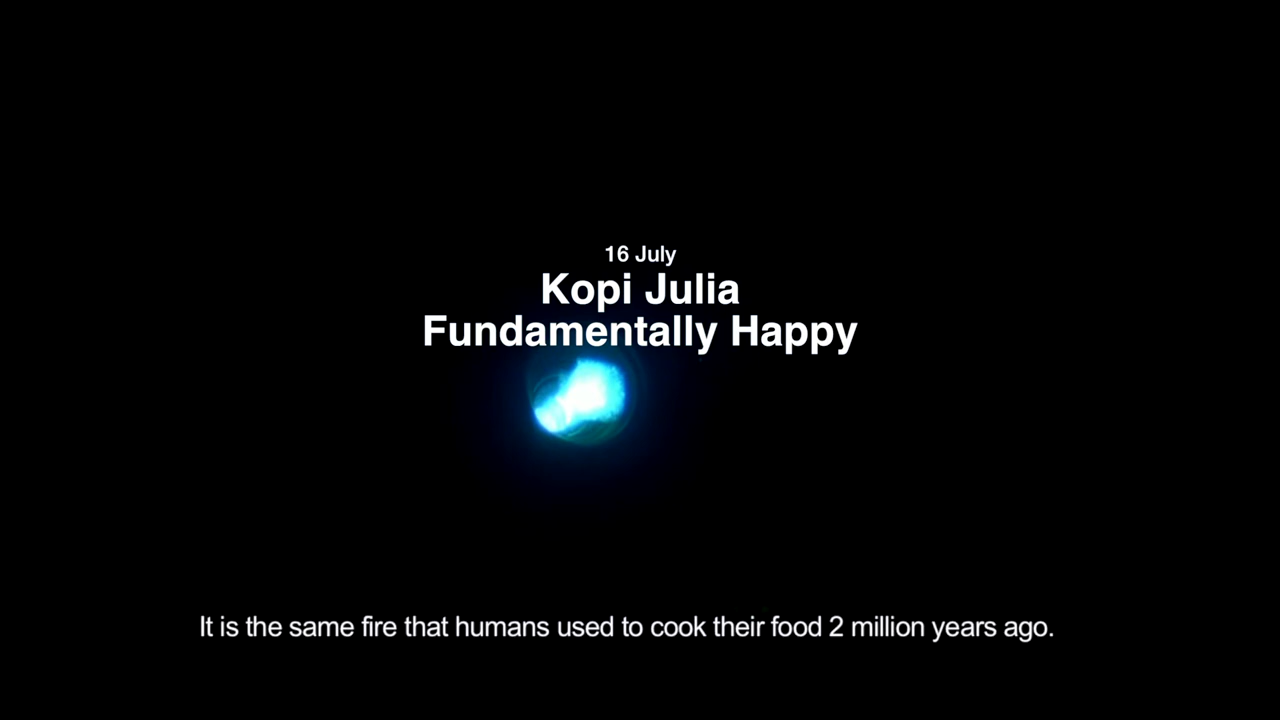 16 July
Kopi Julia
Fundamentally Happy
It is the same fire that humans used to cook their food 2 million years ago.